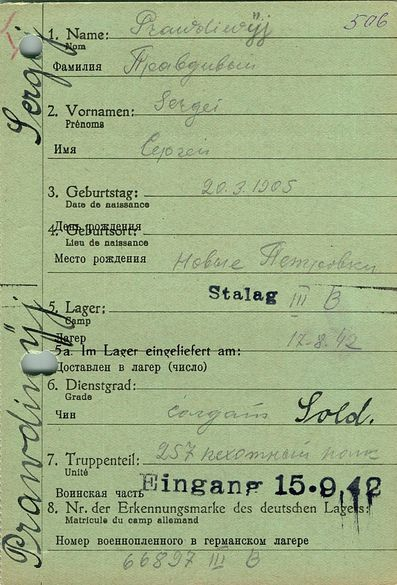 506
1. Name: Prawdiwyj
Nom
Фамилия Правдивый
2. Vornamen: Sergei
Prénoms
Имя Сергей
3. Geburtstag: 20.3.1905
Date de naissance
День рождения
4. Geburtsort:
Lieu de naissance
Место рождения Новые Петровки
5. Lager: Stalag III B
Camp
Лагер 17.8.42
5a. Im Lager eingeliefert am:
Доставлен в лагер (число)
6. Dienstgrad:
Grade
Чин солдат Sold.
7. Truppenteil: 257 пехотный полк
Unité
Воинская часть Eingang 15.9.42
8. Nr. der Erkennungsmarke des deutschen Lagers:
Matricule du camp allemand
Номер военнопленного в германском лагере
66897 III B
Prawdiwÿj Sergej